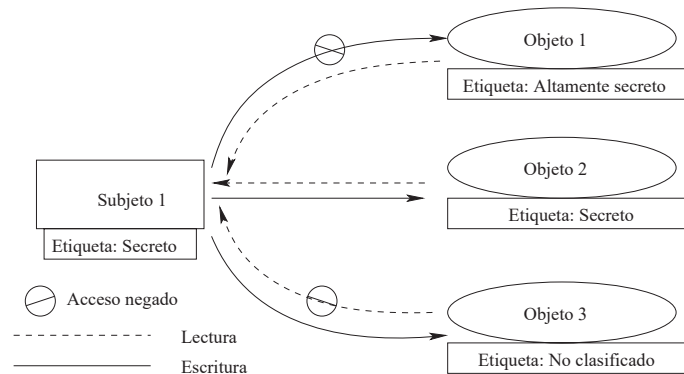 Objeto 1
Etiqueta: Altamente secreto
Subjeto 1
Etiqueta: Secreto
Objeto 2
Etiqueta: Secreto
Acceso negado
Lectura
Escritura
Objeto 3
Etiqueta: No clasificado